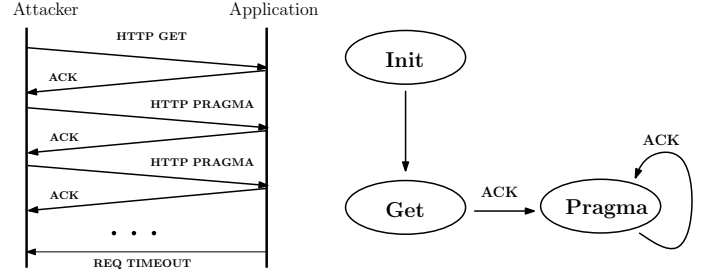 Attacker
Application
HTTP GET
ACK
HTTP PRAGMA
ACK
HTTP PRAGMA
ACK
REQ TIMEOUT
Init
Get
ACK
Pragma
ACK